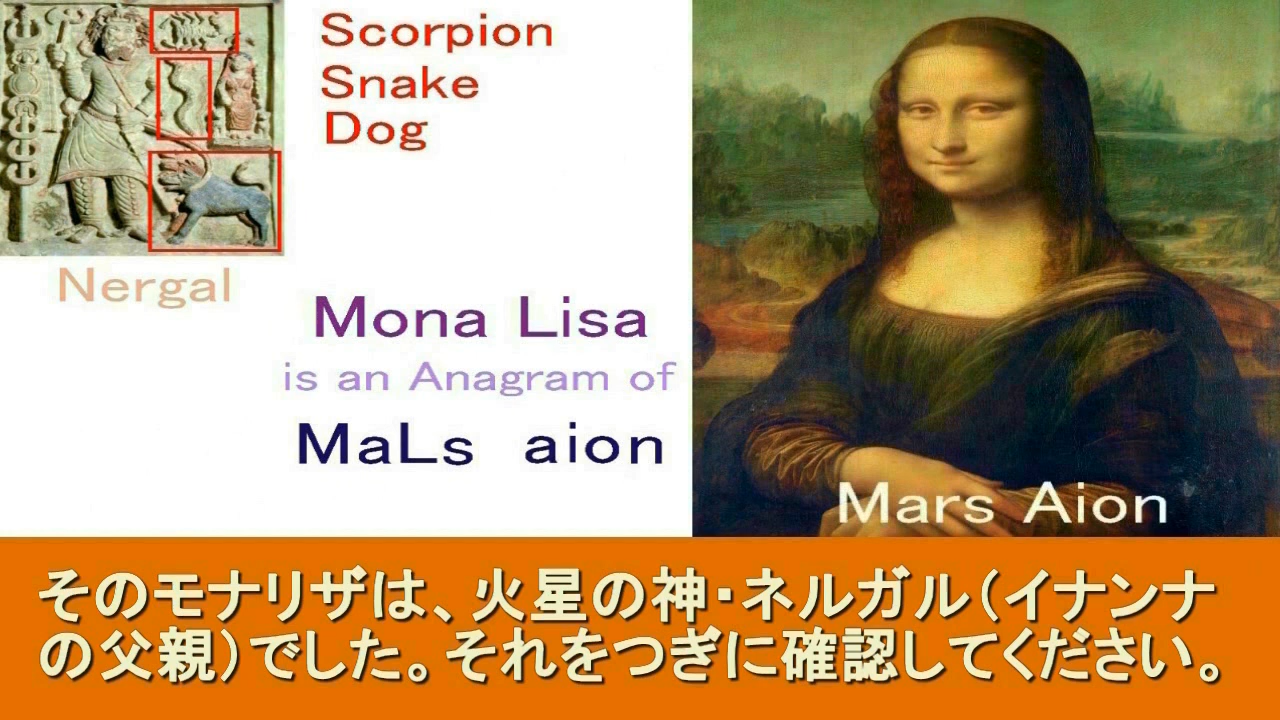 Scorpion
Snake
Dog
Nergal
Mona Lisa
is an Anagram of
MaLs aion
Mars Aion
そのモナリザは、火星の神・ネルガル(イナンナ
の父親)でした。それをつぎに確認してください。